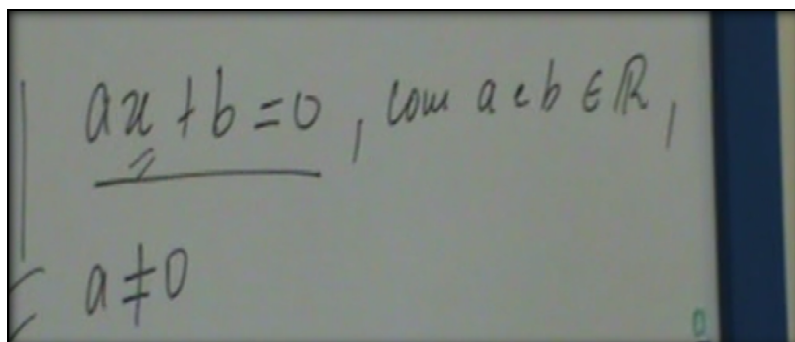 ax + b = 0, com a e b ∈ ℝ,
a ≠ 0